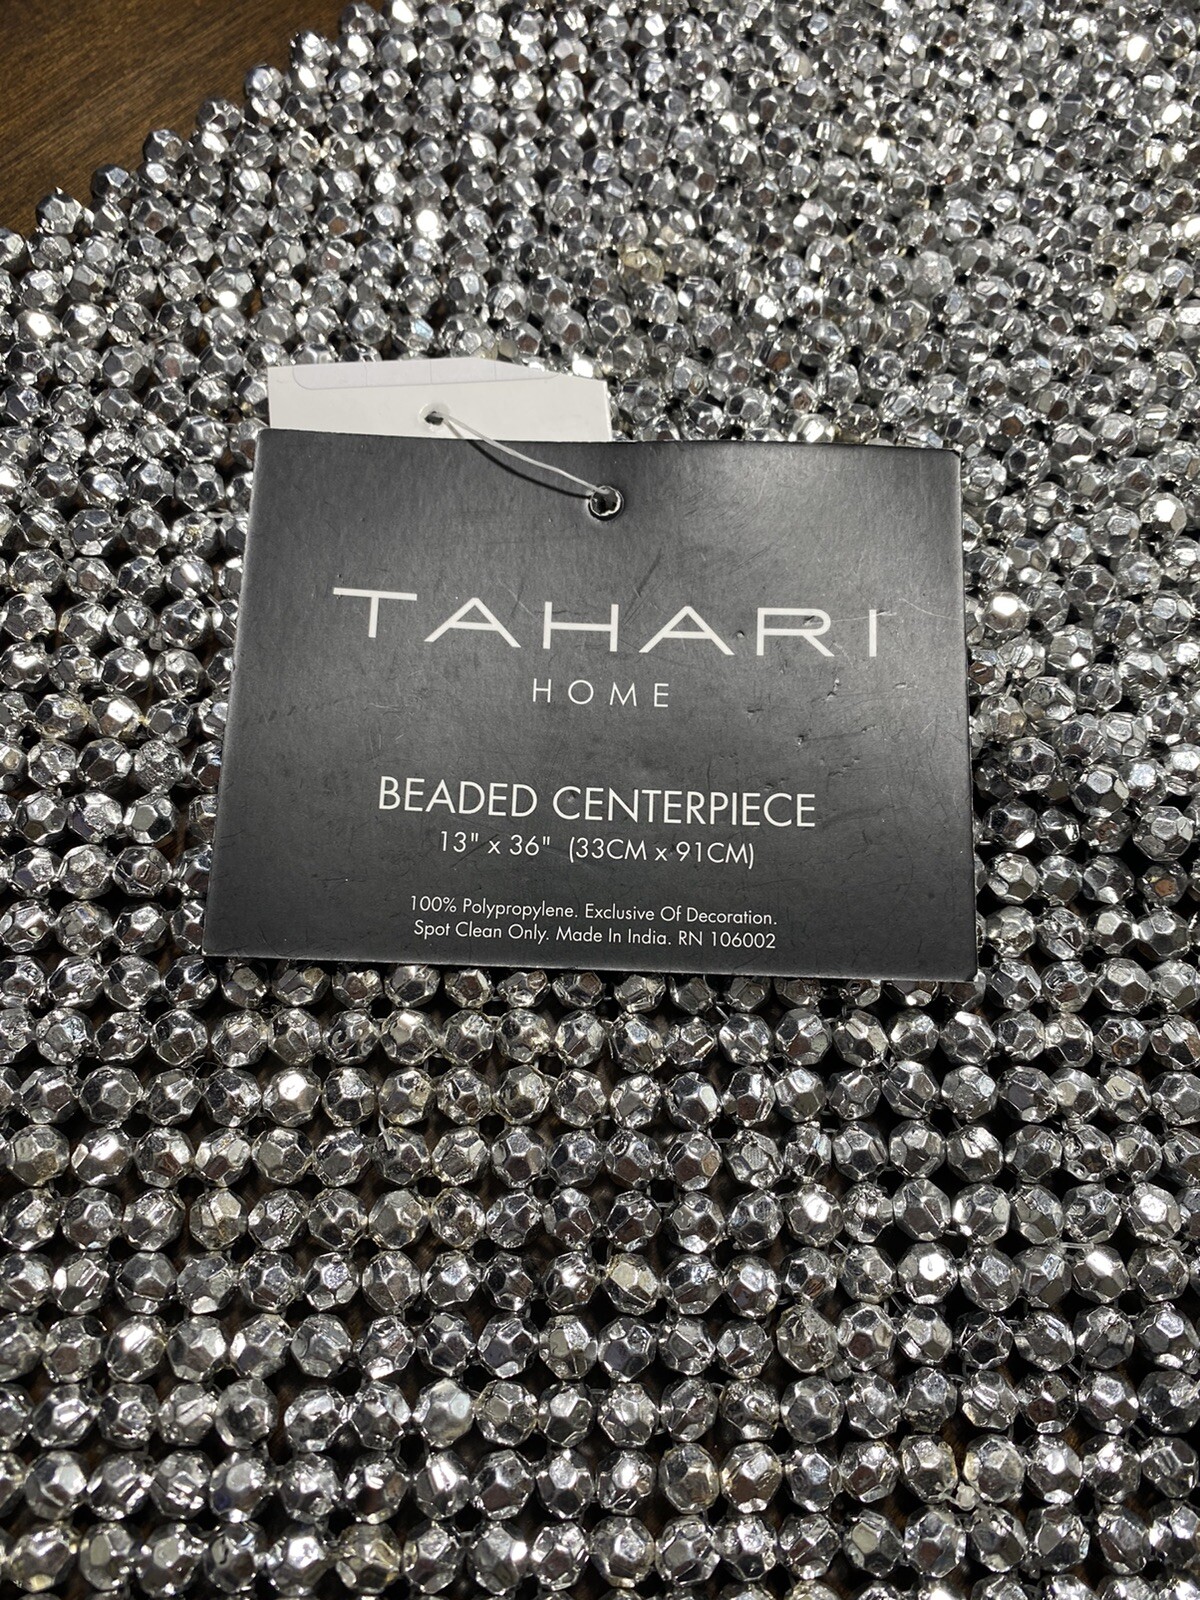 TAHARI
HOME
BEADED CENTERPIECE
13" x 36" (33CM x 91CM)
100% Polypropylene. Exclusive Of Decoration.
Spot Clean Only. Made In India. RN 106002